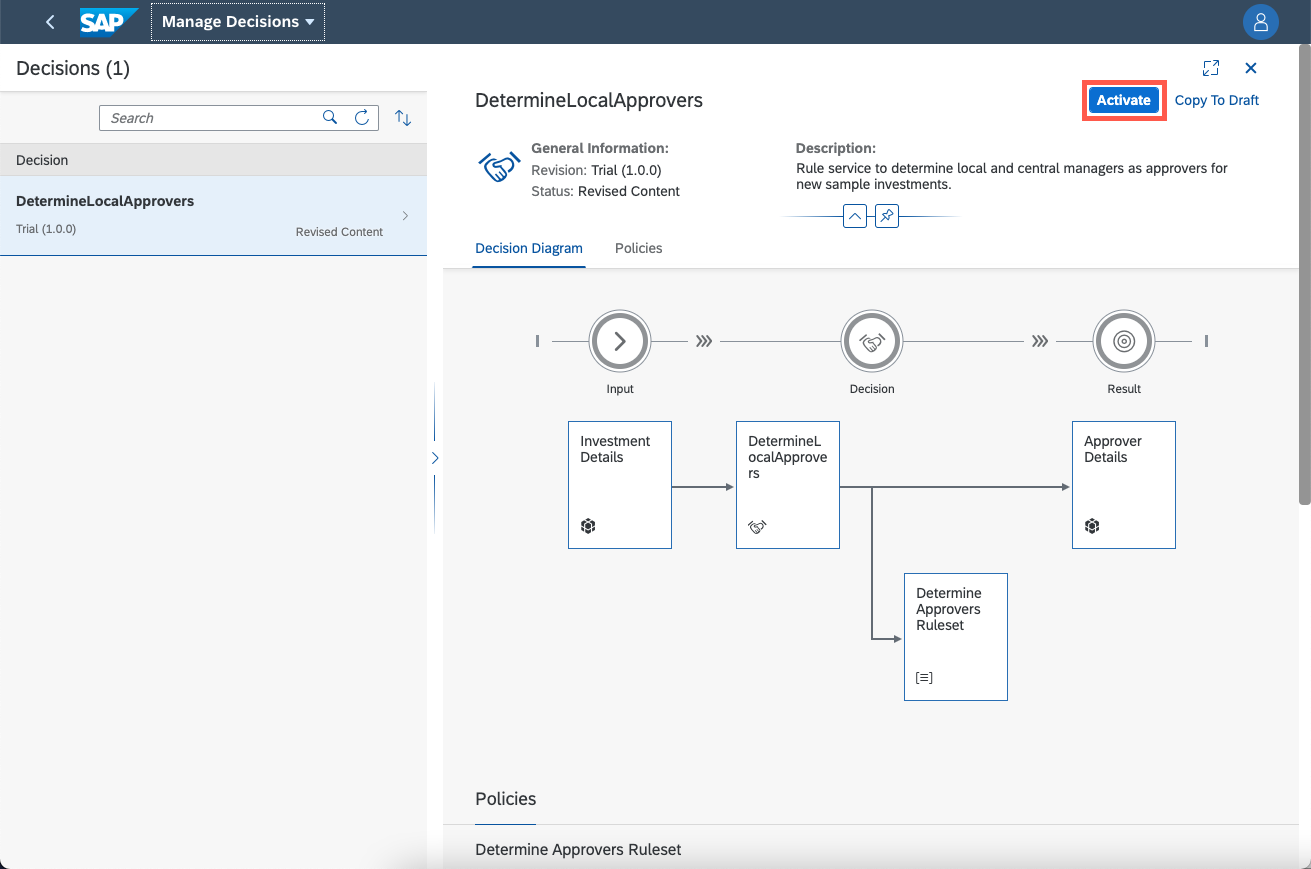 SAP
Manage Decisions
Decisions (1)
Search
Decision
DetermineLocalApprovers
Trial (1.0.0)
Revised Content
DetermineLocalApprovers
Activate
Copy To Draft
General Information:
Revision: Trial (1.0.0)
Status: Revised Content
Description:
Rule service to determine local and central managers as approvers for
new sample investments.
Decision Diagram
Policies
Input
Decision
Result
Investment
Details
DetermineL
ocalApprove
rs
Approver
Details
Determine
Approvers
Ruleset
Policies
Determine Approvers Ruleset